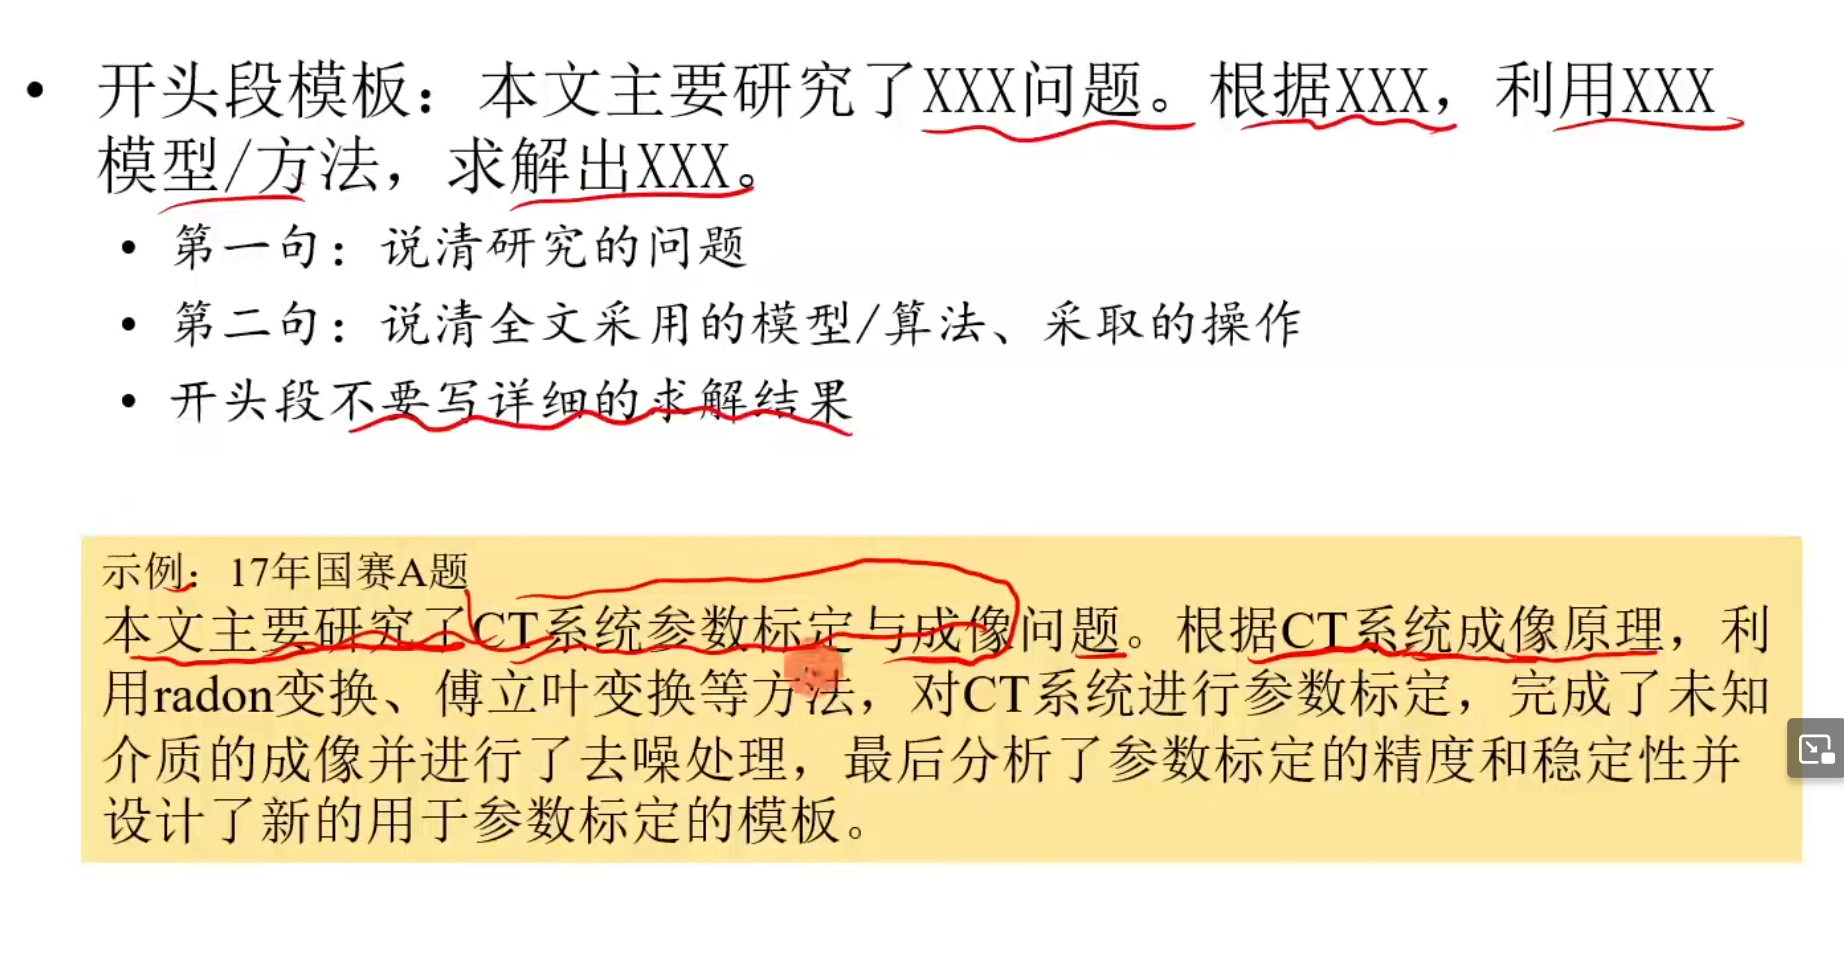 • 开头段模板：本文主要研究了XXX问题。根据XXX，利用XXX
模型/方法，求解出XXX。
• 第一句：说清研究的问题
• 第二句：说清全文采用的模型/算法、采取的操作
• 开头段不要写详细的求解结果
示例：17年国赛A题
本文主要研究了CT系统参数标定与成像问题。根据CT系统成像原理，利
用radon变换、傅立叶变换等方法，对CT系统进行参数标定，完成了未知
介质的成像并进行了去噪处理，最后分析了参数标定的精度和稳定性并
设计了新的用于参数标定的模板。